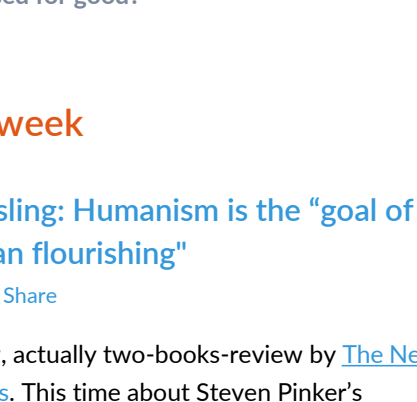 week
sling: Humanism is the “goal of
an flourishing"
Share
, actually two-books-review by The Ne
s. This time about Steven Pinker’s